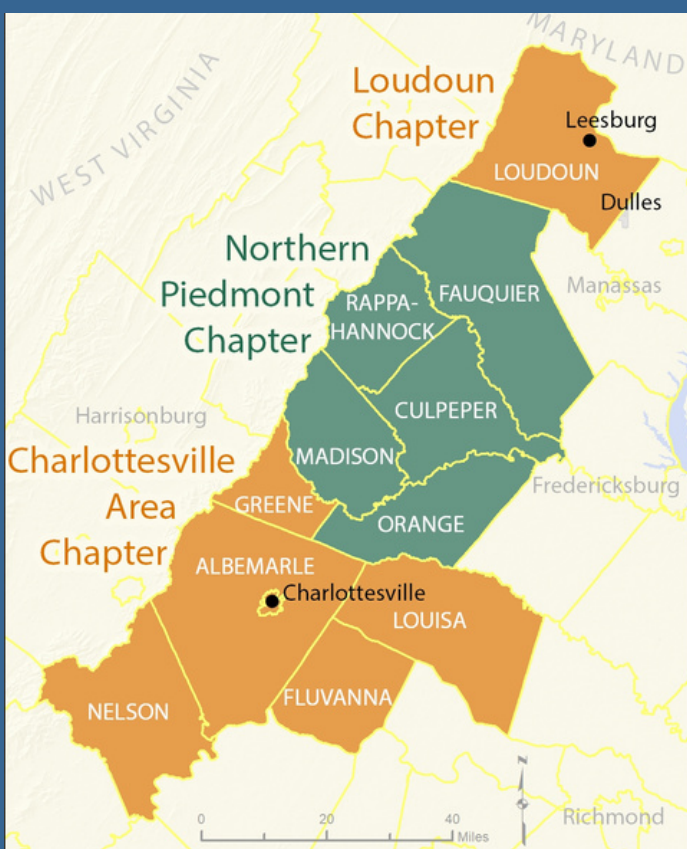 MARYLAND
WEST VIRGINIA
Loudoun
Chapter
Leesburg
LOUDOUN
Dulles
Northern
Piedmont
Chapter
RAPPA-
HANNOCK
FAUQUIER
Manassas
CULPEPER
Harrisonburg
MADISON
Charlottesville
Area
Chapter
GREENE
ORANGE
Fredericksburg
ALBEMARLE
Charlottesville
LOUISA
NELSON
FLUVANNA
N
0 20 40
Miles
Richmond